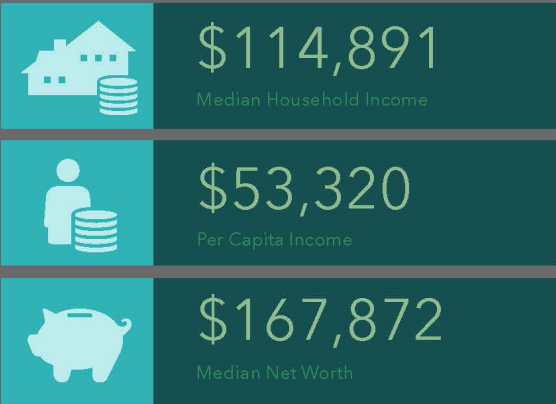 $114,891
Median Household Income
$53,320
Per Capita Income
$167,872
Median Net Worth